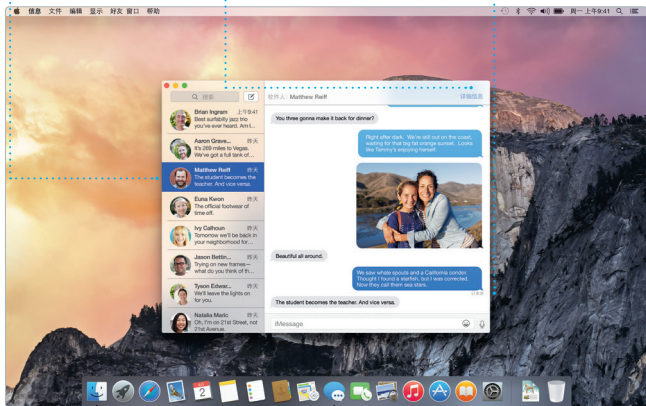 信息 文件 编辑 显示 好友 窗口 帮助
周一上午9:41
搜索
收件人: Matthew Reiff
详细信息
Brian Ingram 上午9:41
Best surfabilly jazz trio
you've ever heard. Am I...
Aaron Grave... 昨天
It's 269 miles to Vegas.
We've got a full tank of...
Matthew Reiff 昨天
The student becomes the
teacher. And vice versa.
Euna Kwon 昨天
The official footwear of
time off.
Ivy Calhoun 昨天
Tomorrow we'll be back in
your neighborhood for...
Jason Bettin... 昨天
Trying on new frames—
what do you think of th...
Tyson Edwar... 昨天
We'll leave the lights on
for you.
Natalia Maric 昨天
Oh, I'm on 21st Street, not
21st Avenue.
You three gonna make it back for dinner?
Right after dark. We're still out on the coast,
waiting for that big fat orange sunset. Looks
like Tammy's enjoying herself.
Beautiful all around.
We saw whale spouts and a California condor.
Thought I found a starfish, but I was corrected.
Now they call them sea stars.
The student becomes the teacher. And vice versa.
iMessage
2